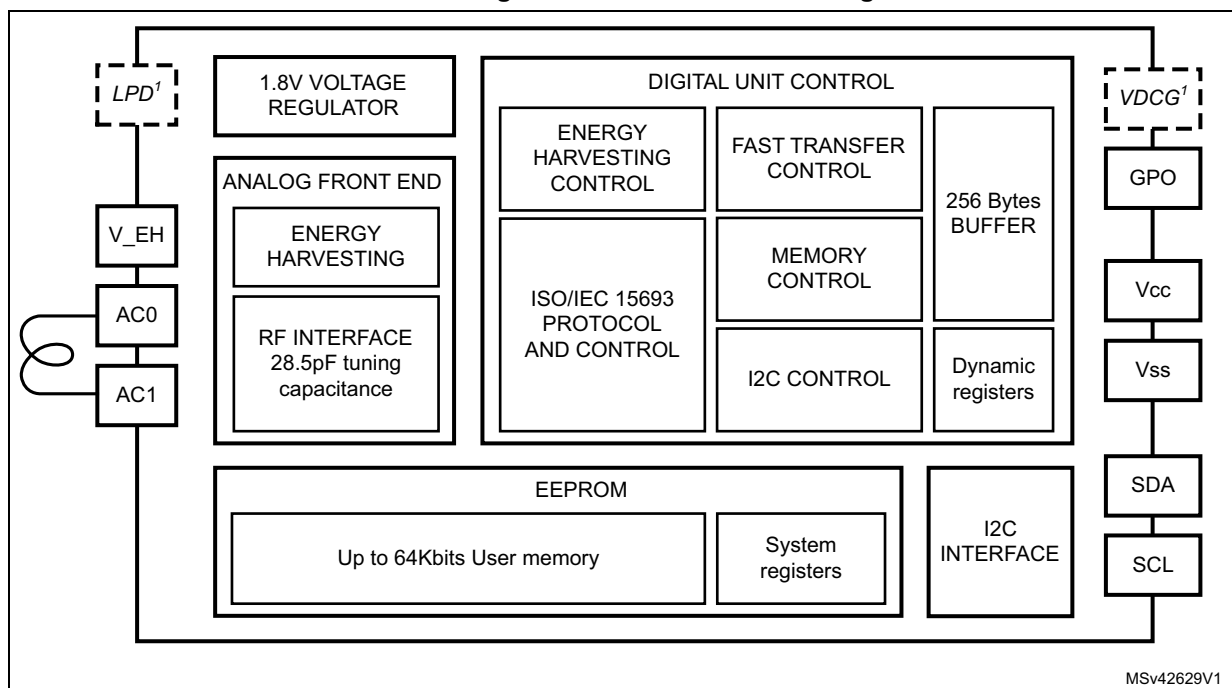 LPD1
V_EH
AC0
AC1
1.8V VOLTAGE
REGULATOR
ANALOG FRONT END
ENERGY
HARVESTING
RF INTERFACE
28.5pF tuning
capacitance
DIGITAL UNIT CONTROL
ENERGY
HARVESTING
CONTROL
FAST TRANSFER
CONTROL
256 Bytes
BUFFER
ISO/IEC 15693
PROTOCOL
AND CONTROL
MEMORY
CONTROL
I2C CONTROL
Dynamic
registers
EEPROM
Up to 64Kbits User memory
System
registers
I2C
INTERFACE
VDCG1
GPO
Vcc
Vss
SDA
SCL
MSv42629V1